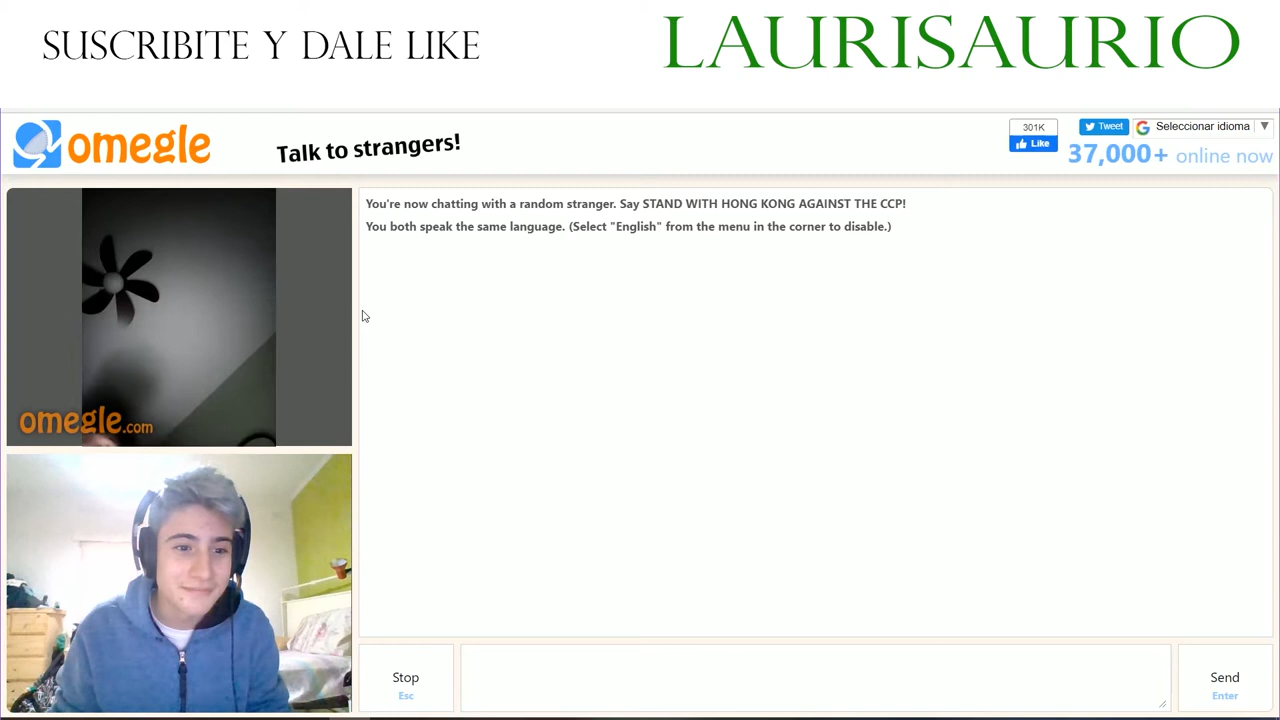 SUSCRIBITE Y DALE LIKE
LAURISAURIO
omegle
Talk to strangers!
301K
Like
Tweet
Seleccionar idioma
37,000+ online now
You're now chatting with a random stranger. Say STAND WITH HONG KONG AGAINST THE CCP!
You both speak the same language. (Select "English" from the menu in the corner to disable.)
omegle.com
Stop
Esc
Send
Enter